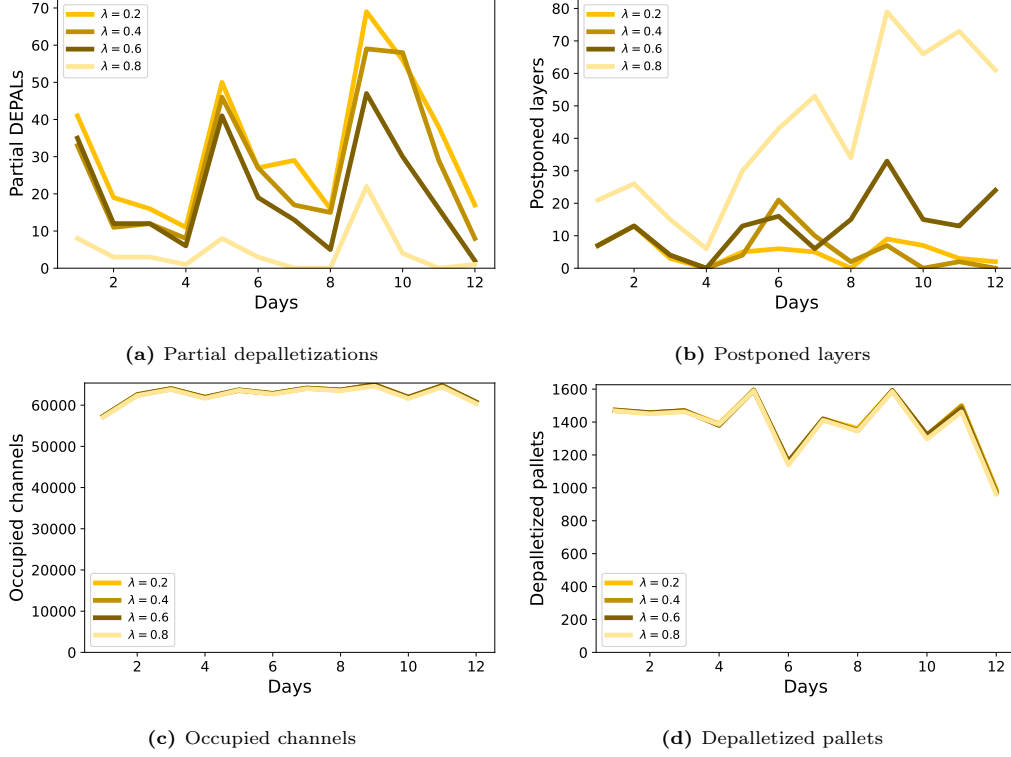 70
60
50
40
30
20
10
0
Partial DEPALs
λ = 0.2
λ = 0.4
λ = 0.6
λ = 0.8
2 4 6 8 10 12
Days
(a) Partial depalletizations
80
70
60
50
40
30
20
10
0
Postponed layers
λ = 0.2
λ = 0.4
λ = 0.6
λ = 0.8
2 4 6 8 10 12
Days
(b) Postponed layers
60000
50000
40000
30000
20000
10000
0
Occupied channels
λ = 0.2
λ = 0.4
λ = 0.6
λ = 0.8
2 4 6 8 10 12
Days
(c) Occupied channels
1600
1400
1200
1000
800
600
400
200
0
Depalletized pallets
λ = 0.2
λ = 0.4
λ = 0.6
λ = 0.8
2 4 6 8 10 12
Days
(d) Depalletized pallets